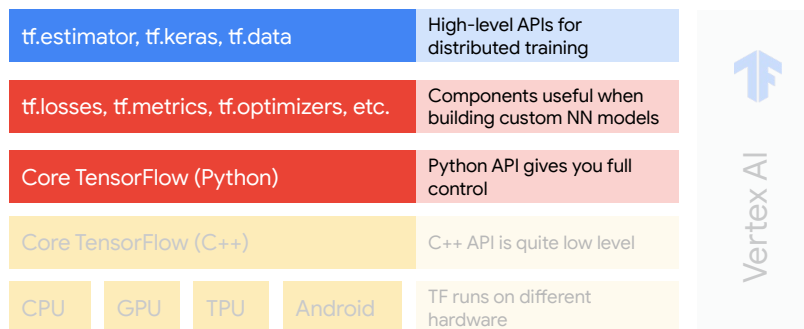 tf.estimator, tf.keras, tf.data
High-level APIs for
distributed training
tf.losses, tf.metrics, tf.optimizers, etc.
Components useful when
building custom NN models
Core TensorFlow (Python)
Python API gives you full
control
Core TensorFlow (C++)
C++ API is quite low level
CPU
GPU
TPU
Android
TF runs on different
hardware
Vertex AI